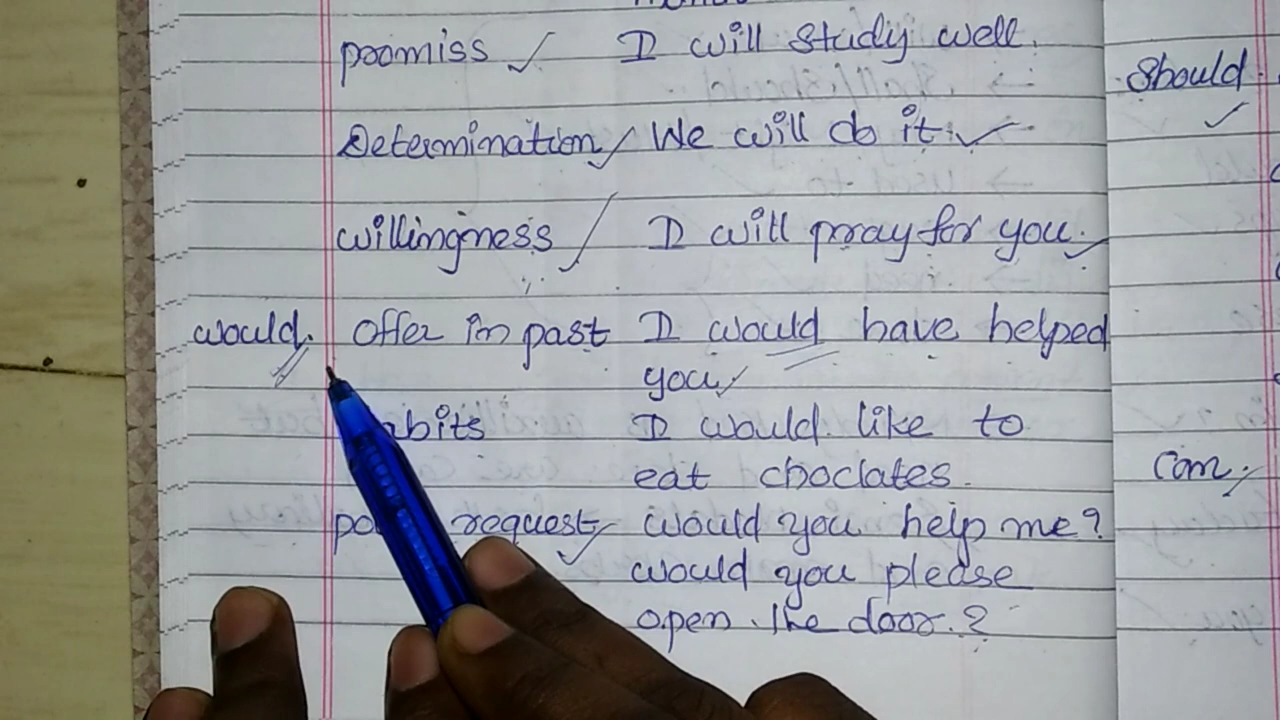 poomiss I will study well.
Determination We will do it.
willingness I will pray for you.
would. offer in past I would have helped
you
I would like to
eat choclates.
request would you help me?
would you please
open the door.?
Should
Can